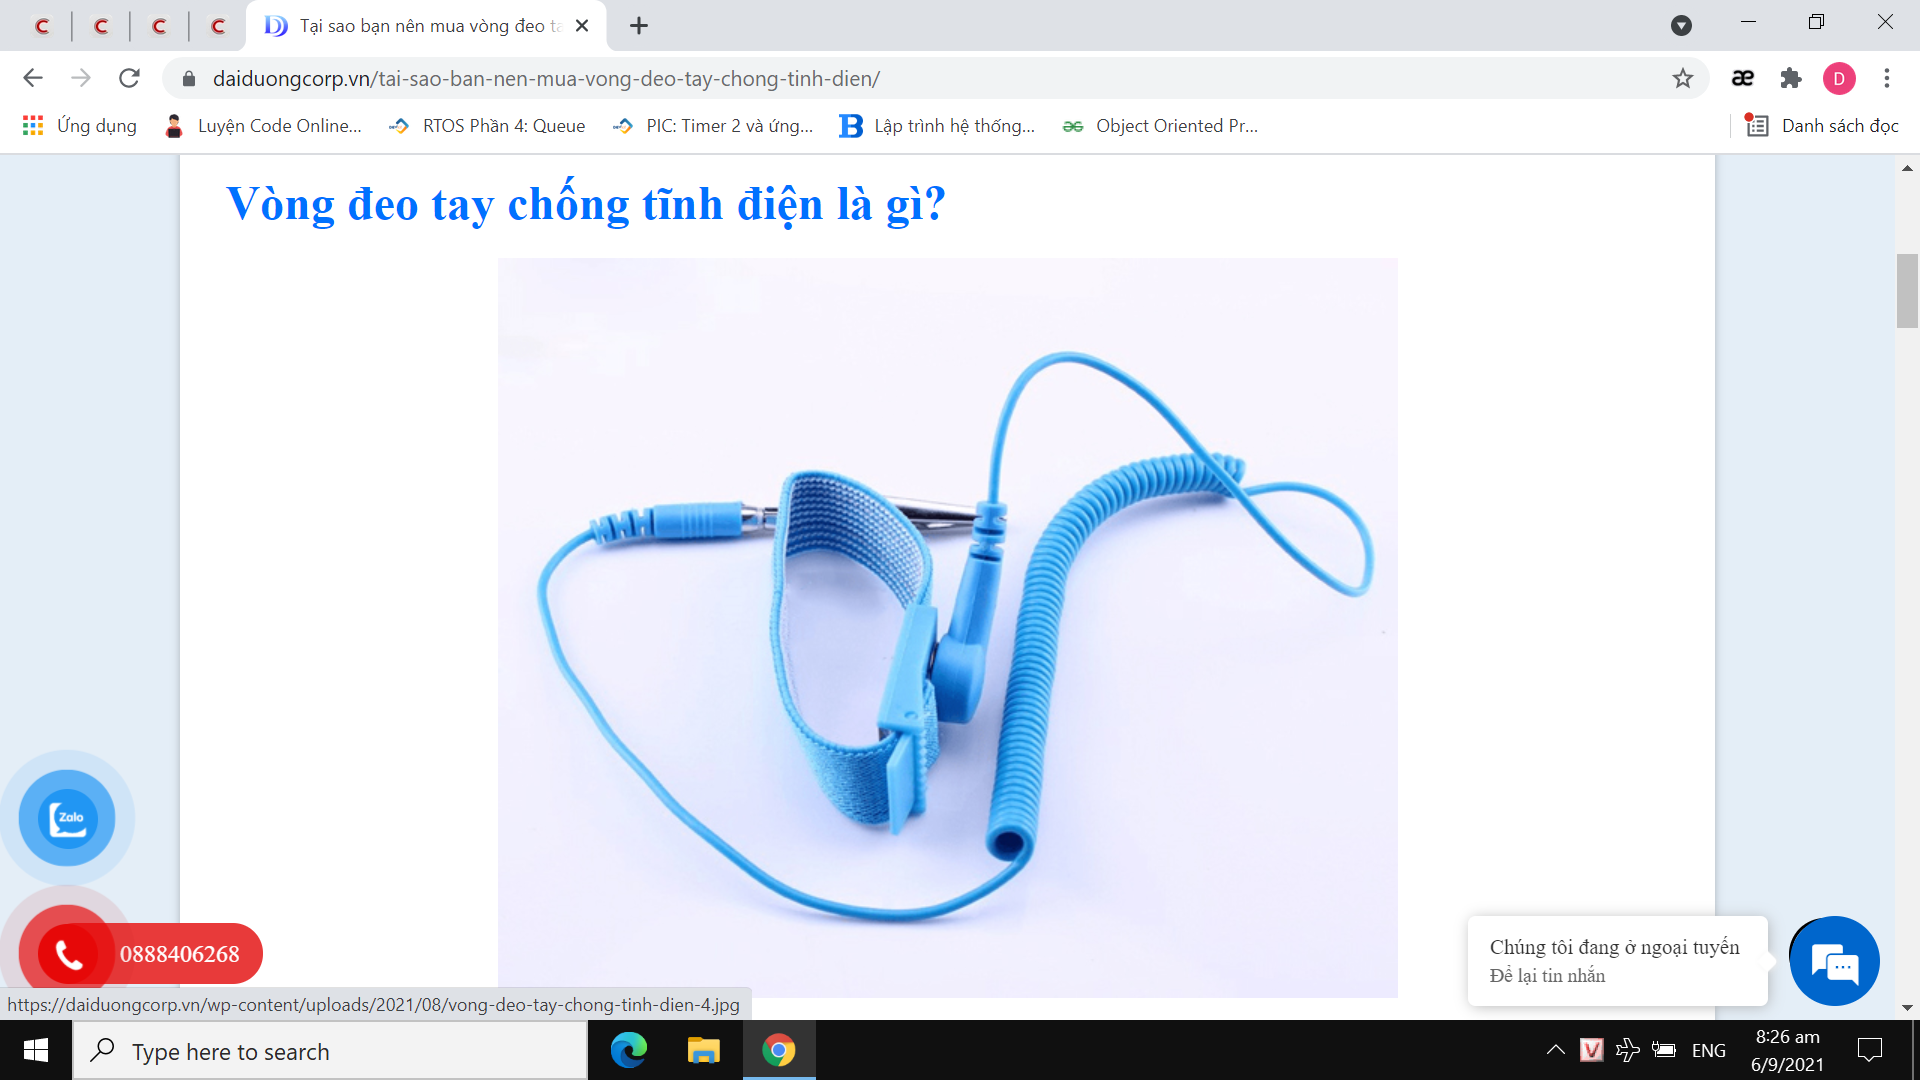 Tại sao bạn nên mua vòng đeo ta
daiduongcorp.vn/tai-sao-ban-nen-mua-vong-deo-tay-chong-tinh-dien/
æ
D
Ứng dụng
Luyện Code Online...
RTOS Phần 4: Queue
PIC: Timer 2 và ứng...
Lập trình hệ thống...
Object Oriented Pr...
Danh sách đọc
Vòng đeo tay chống tĩnh điện là gì?
Zalo
0888406268
Chúng tôi đang ở ngoại tuyến
Để lại tin nhắn
https://daiduongcorp.vn/wp-content/uploads/2021/08/vong-deo-tay-chong-tinh-dien-4.jpg
Type here to search
V
ENG
8:26 am
6/9/2021